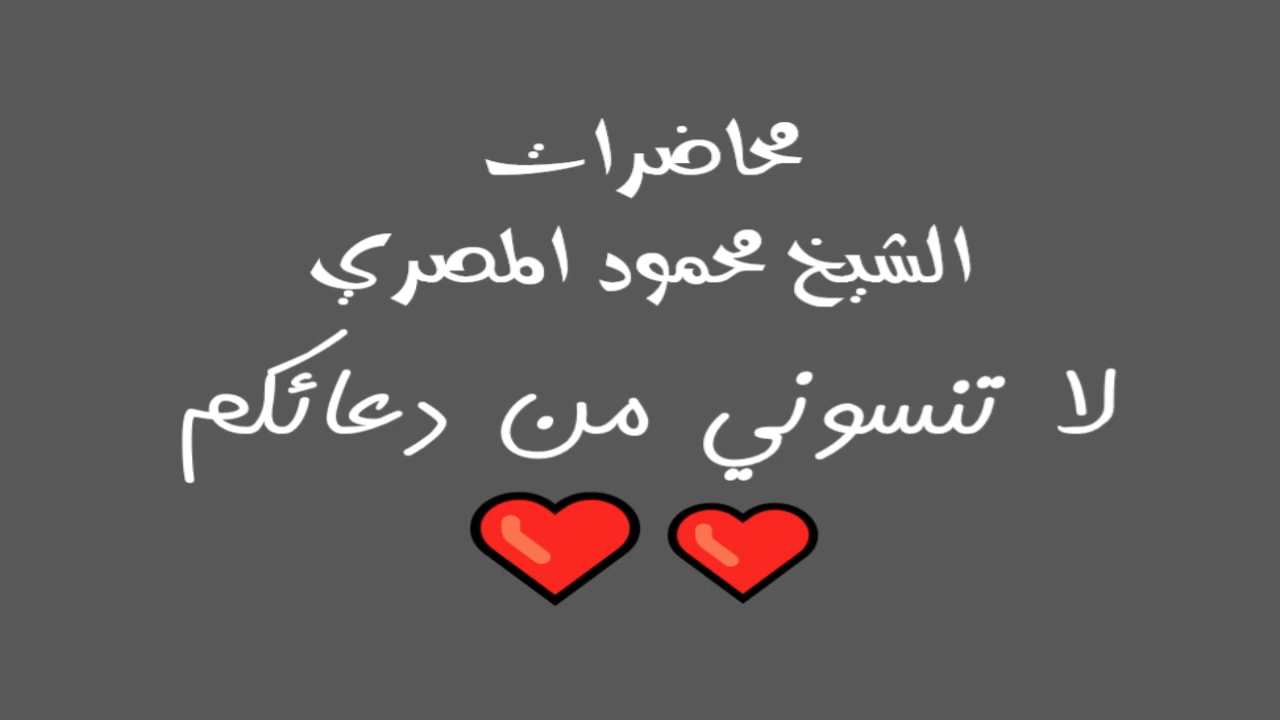 محاضرات
الشيخ محمود المصري
لا تنسوني من دعائكم